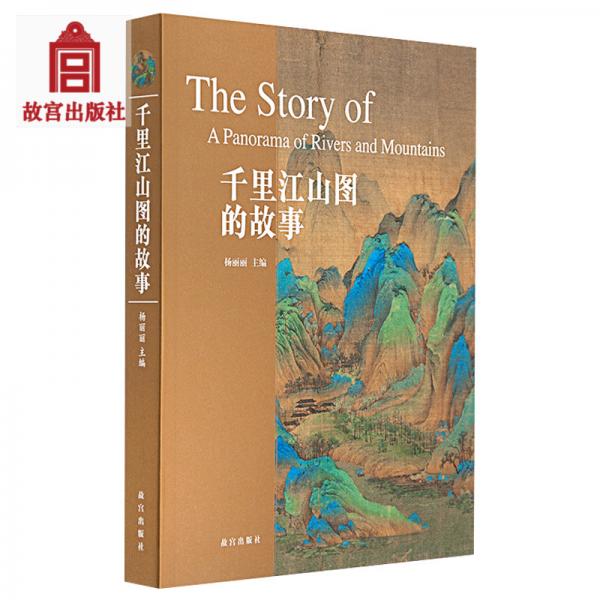 故宫出版社
千里江山图的故事
杨丽丽 主编
故宫出版社
The Story of
A Panorama of Rivers and Mountains
千里江山图
的故事
杨丽丽 主编
故宫出版社